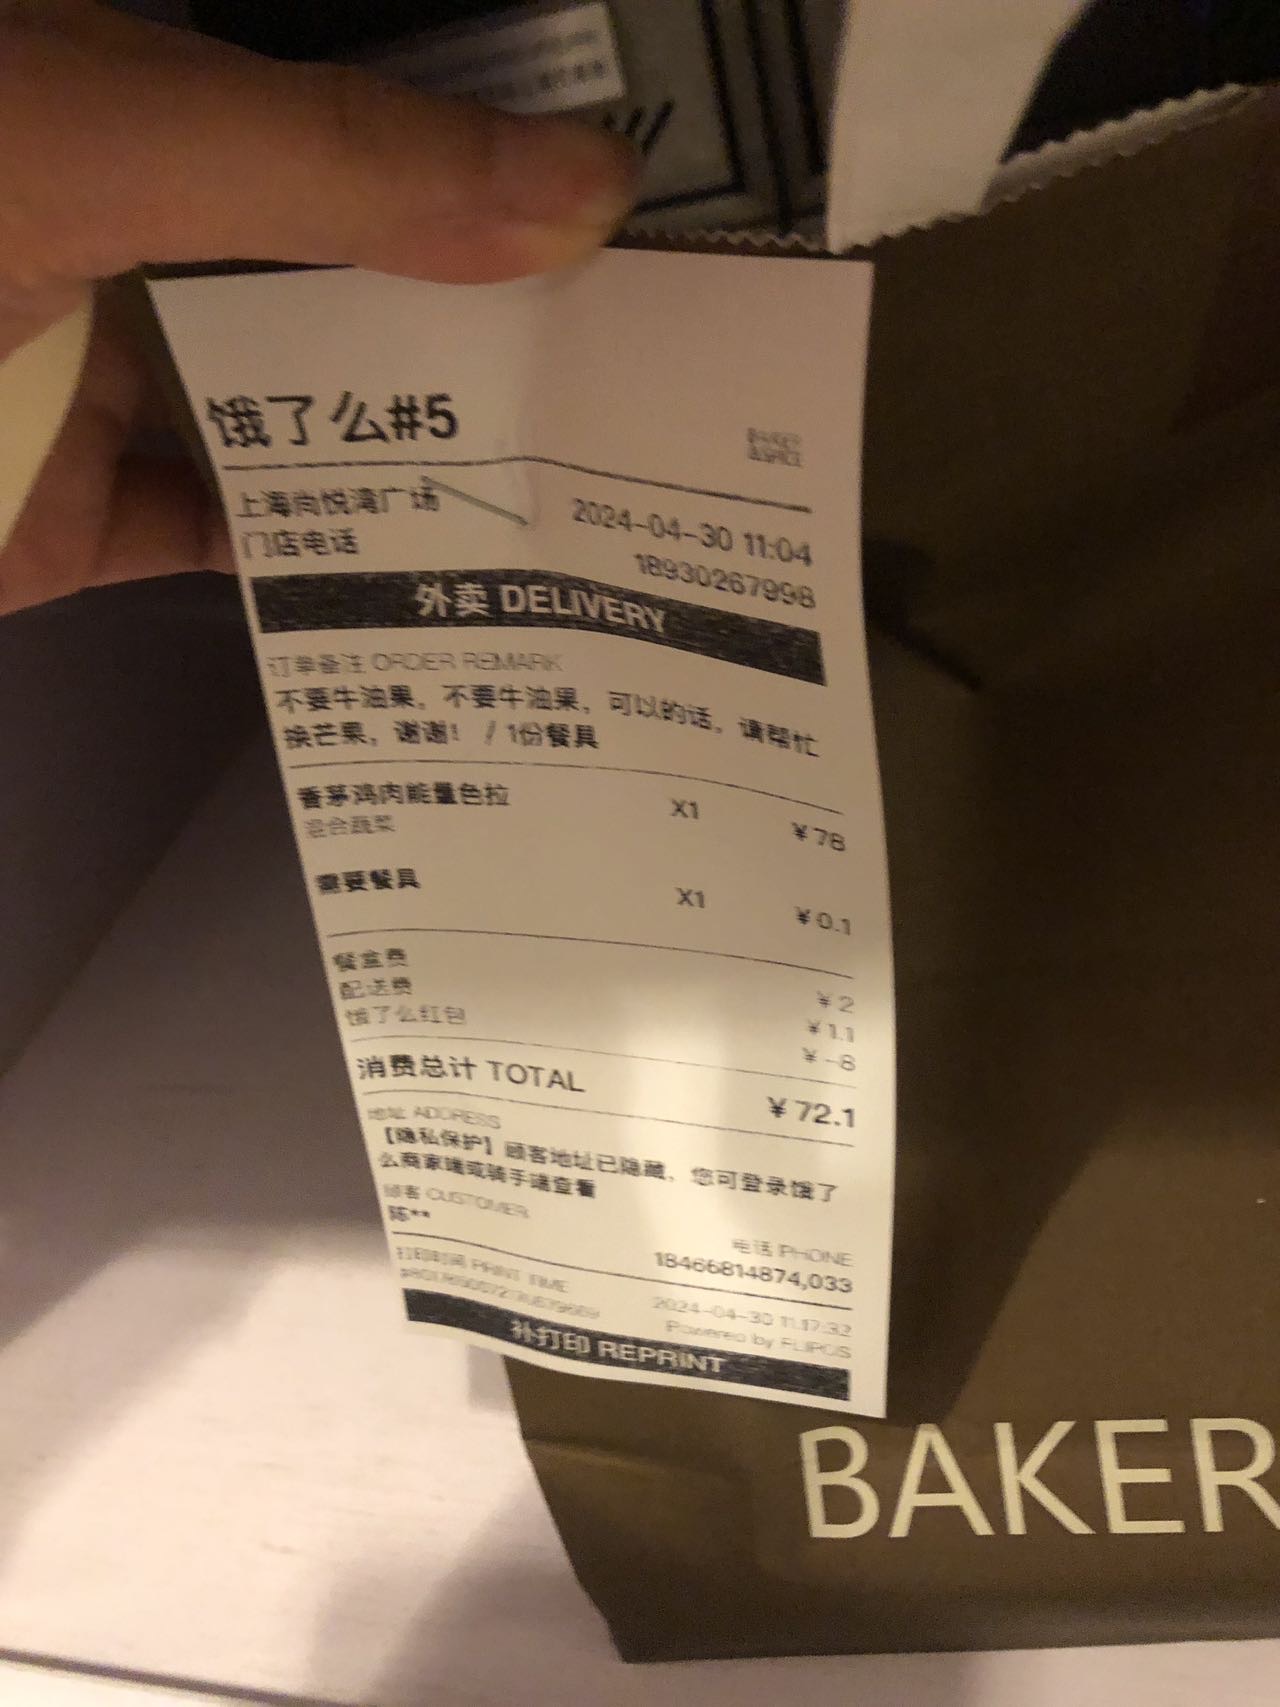 饿了么#5
BAKER
&SPICE
上海尚悦湾广场 2024-04-30 11:04
门店电话 18930267998
外卖 DELIVERY
订单备注 ORDER REMARK
不要牛油果，不要牛油果，可以的话，请帮忙
换芒果，谢谢！ / 1份餐具
香茅鸡肉能量色拉 X1 ¥78
混合蔬菜
需要餐具 X1 ¥0.1
餐盒费 ¥2
配送费 ¥1.1
饿了么红包 ¥-8
消费总计 TOTAL ¥72.1
地址 ADDRESS
【隐私保护】顾客地址已隐藏，您可登录饿了
么商家端或骑手端查看
顾客 CUSTOMER 电话 PHONE
陈** 18466814874,033
打印时间 PRINT TIME 2024-04-30 11:17:32
Powered by FLIPOS
补打印 REPRINT
BAKER